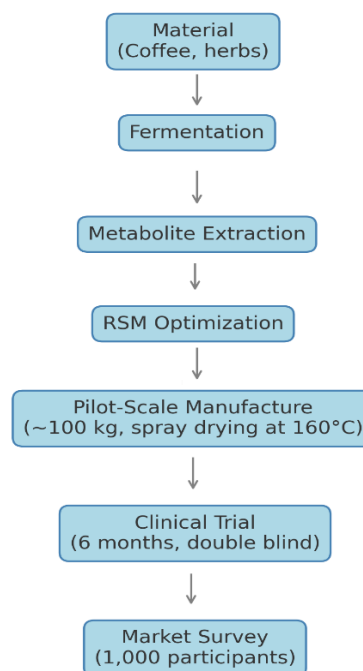 Material
(Coffee, herbs)
Fermentation
Metabolite Extraction
RSM Optimization
Pilot-Scale Manufacture
(~100 kg, spray drying at 160°C)
Clinical Trial
(6 months, double blind)
Market Survey
(1,000 participants)